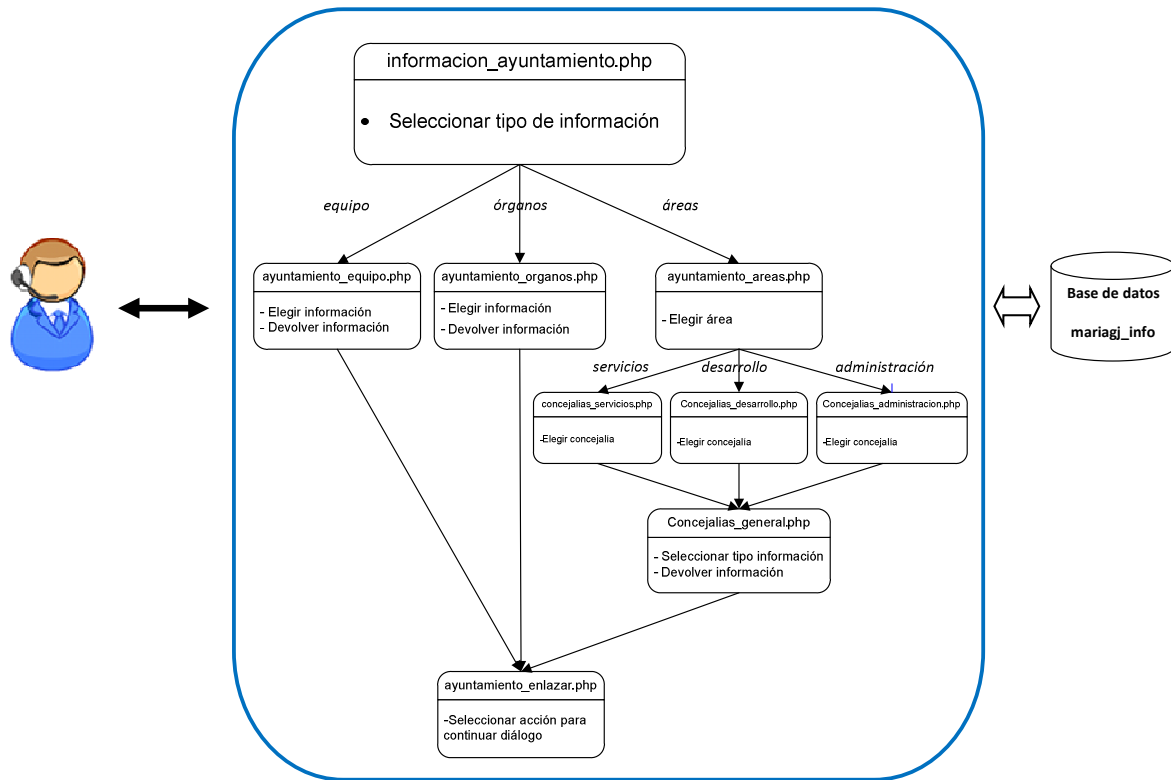 informacion_ayuntamiento.php
• Seleccionar tipo de información
equipo
órganos
áreas
ayuntamiento_equipo.php
- Elegir información
- Devolver información
ayuntamiento_organos.php
- Elegir información
- Devolver información
ayuntamiento_areas.php
- Elegir área
Base de datos
mariagj_info
servicios
desarrollo
administración
concejalias_servicios.php
-Elegir concejalia
Concejalias_desarrollo.php
-Elegir concejalia
Concejalias_administracion.php
-Elegir concejalia
Concejalias_general.php
- Seleccionar tipo información
- Devolver información
ayuntamiento_enlazar.php
-Seleccionar acción para
continuar diálogo